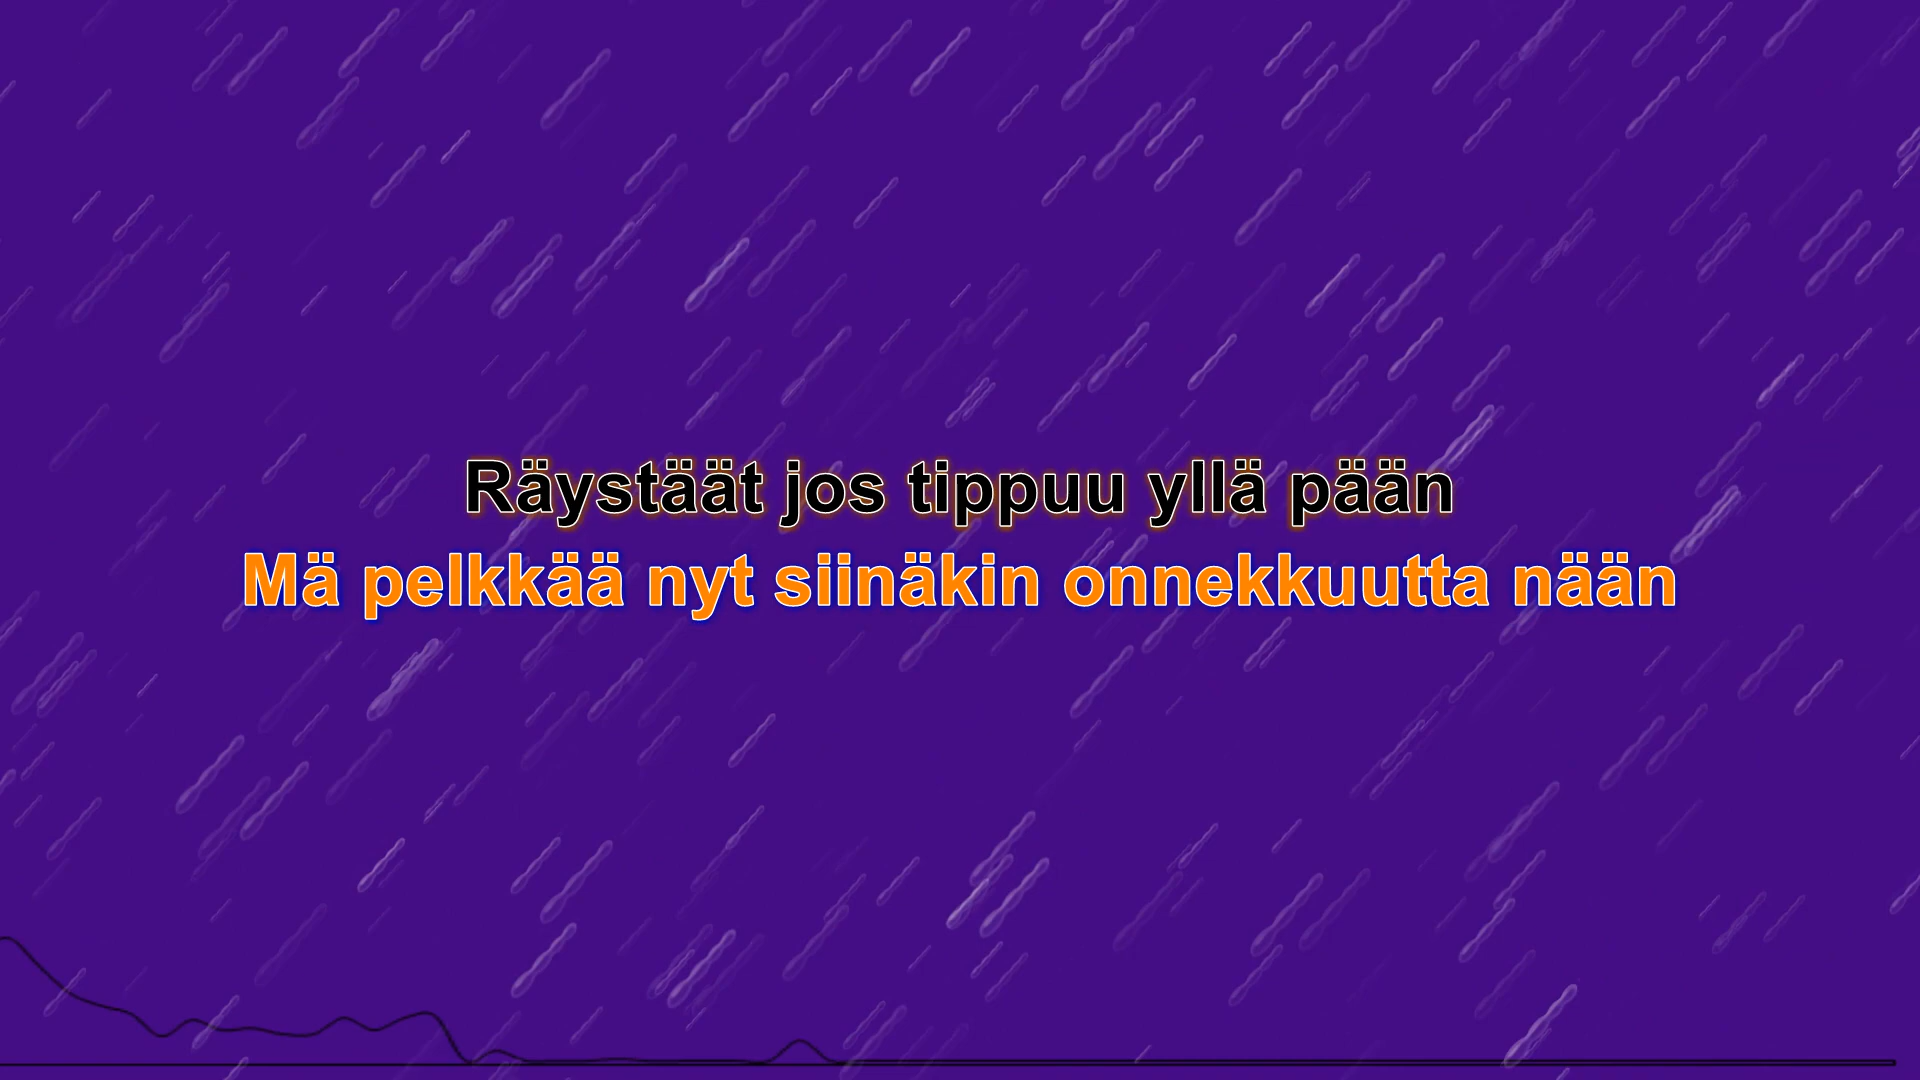 Räystäät jos tippuu yllä pään
Mä pelkkää nyt siinäkin onnekkuutta nään